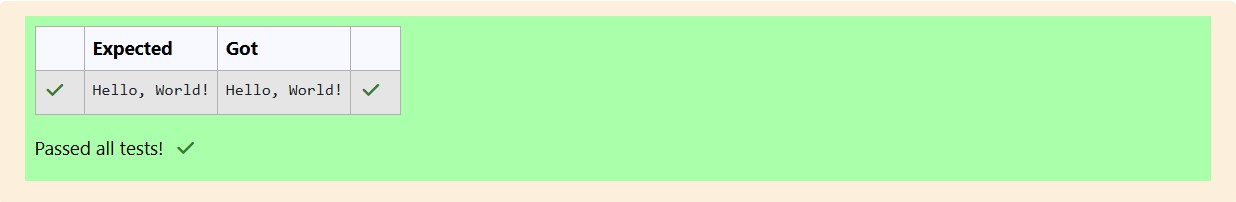 Expected Got
Hello, World! Hello, World!
Passed all tests!